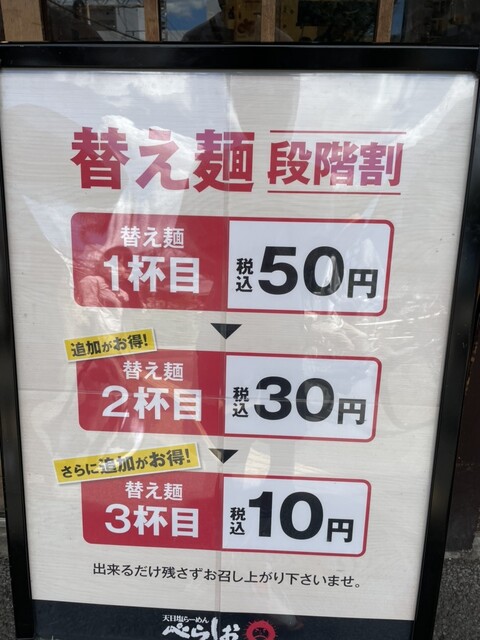 替え麺 段階割
替え麺
1杯目
税込50円
追加がお得!
替え麺
2杯目
税込30円
さらに追加がお得!
替え麺
3杯目
税込10円
出来るだけ残さずお召し上がり下さいませ。
天日塩らーめん
べらしお